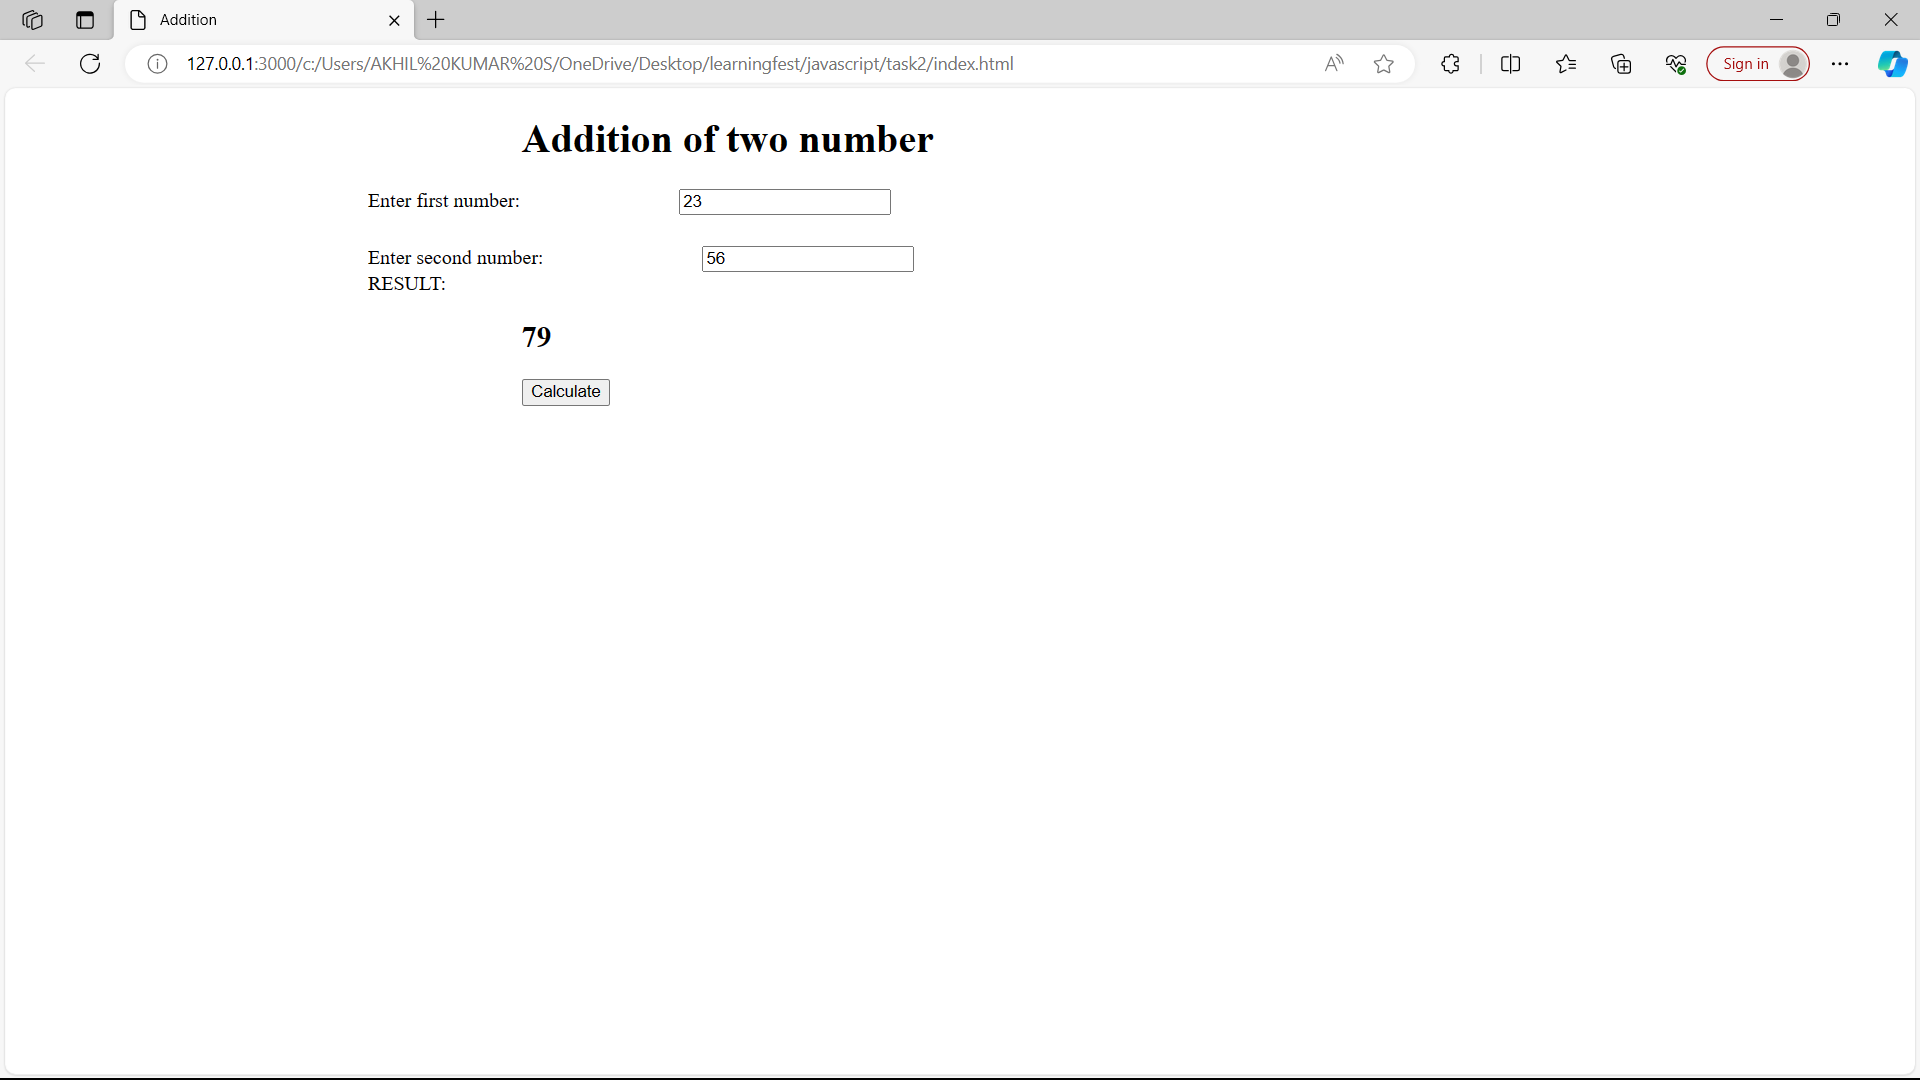 Addition
127.0.0.1:3000/c:/Users/AKHIL%20KUMAR%20S/OneDrive/Desktop/learningfest/javascript/task2/index.html
Sign in
Addition of two number
Enter first number: 23
Enter second number: 56
RESULT:
79
Calculate